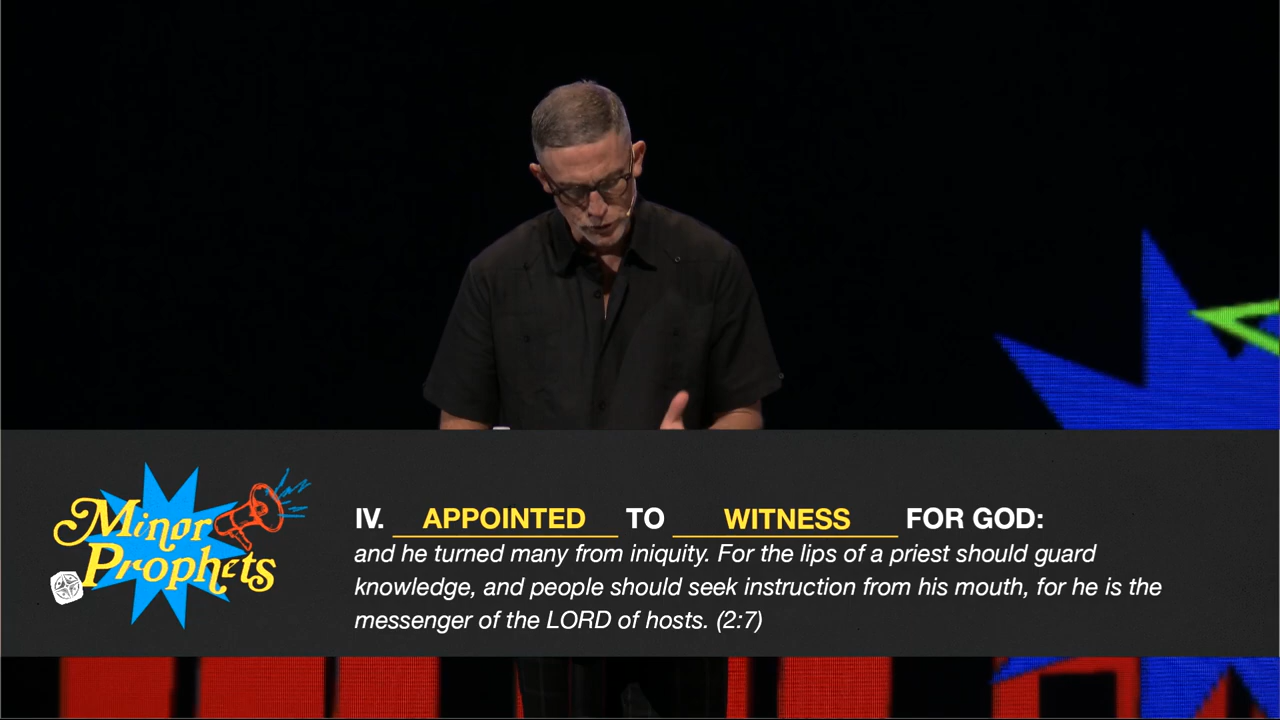 Minor
Prophets
IV. APPOINTED TO WITNESS FOR GOD:
and he turned many from iniquity. For the lips of a priest should guard
knowledge, and people should seek instruction from his mouth, for he is the
messenger of the LORD of hosts. (2:7)